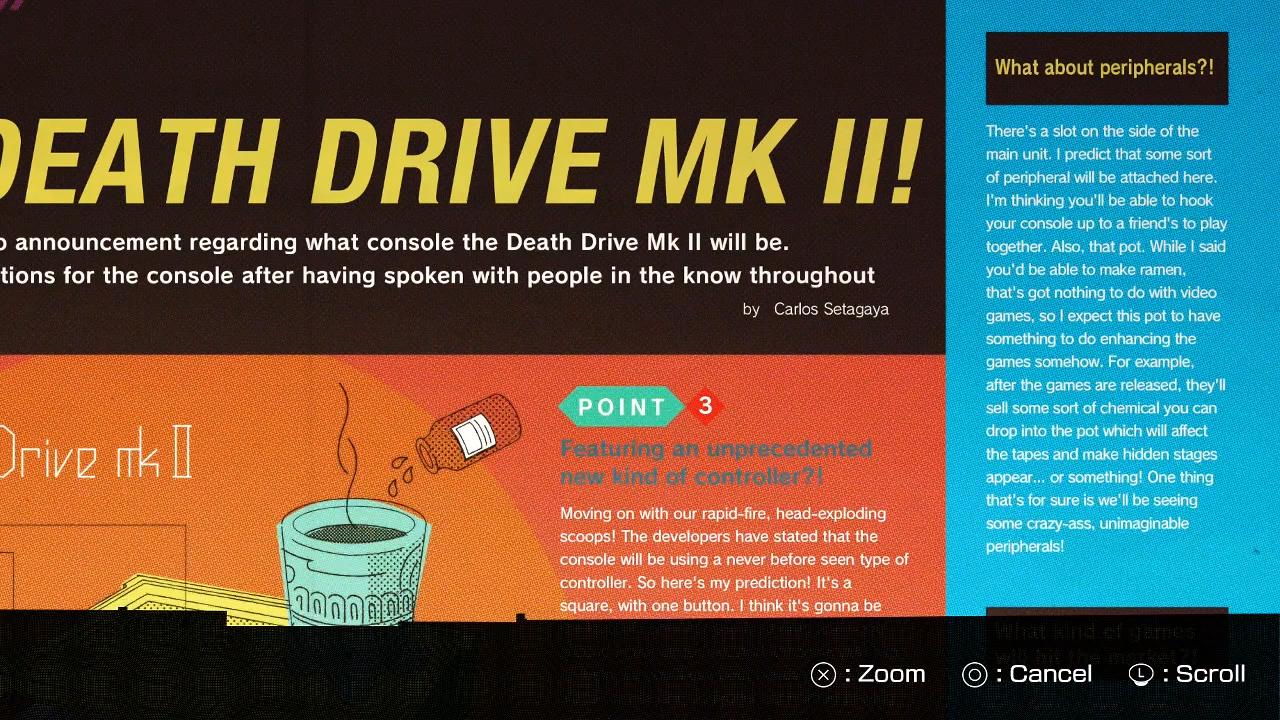 DEATH DRIVE MK II!
announcement regarding what console the Death Drive Mk II will be.
tions for the console after having spoken with people in the know throughout
by Carlos Setagaya
Drive mk II
POINT 3
Featuring an unprecedented
new kind of controller?!
Moving on with our rapid-fire, head-exploding
scoops! The developers have stated that the
console will be using a never before seen type of
controller. So here's my prediction! It's a
square, with one button. I think it's gonna be
What about peripherals?!
There's a slot on the side of the
main unit. I predict that some sort
of peripheral will be attached here.
I'm thinking you'll be able to hook
your console up to a friend's to play
together. Also, that pot. While I said
you'd be able to make ramen,
that's got nothing to do with video
games, so I expect this pot to have
something to do enhancing the
games somehow. For example,
after the games are released, they'll
sell some sort of chemical you can
drop into the pot which will affect
the tapes and make hidden stages
appear... or something! One thing
that's for sure is we'll be seeing
some crazy-ass, unimaginable
peripherals!
What kind of games
will hit the market?!
: Zoom
: Cancel
L : Scroll